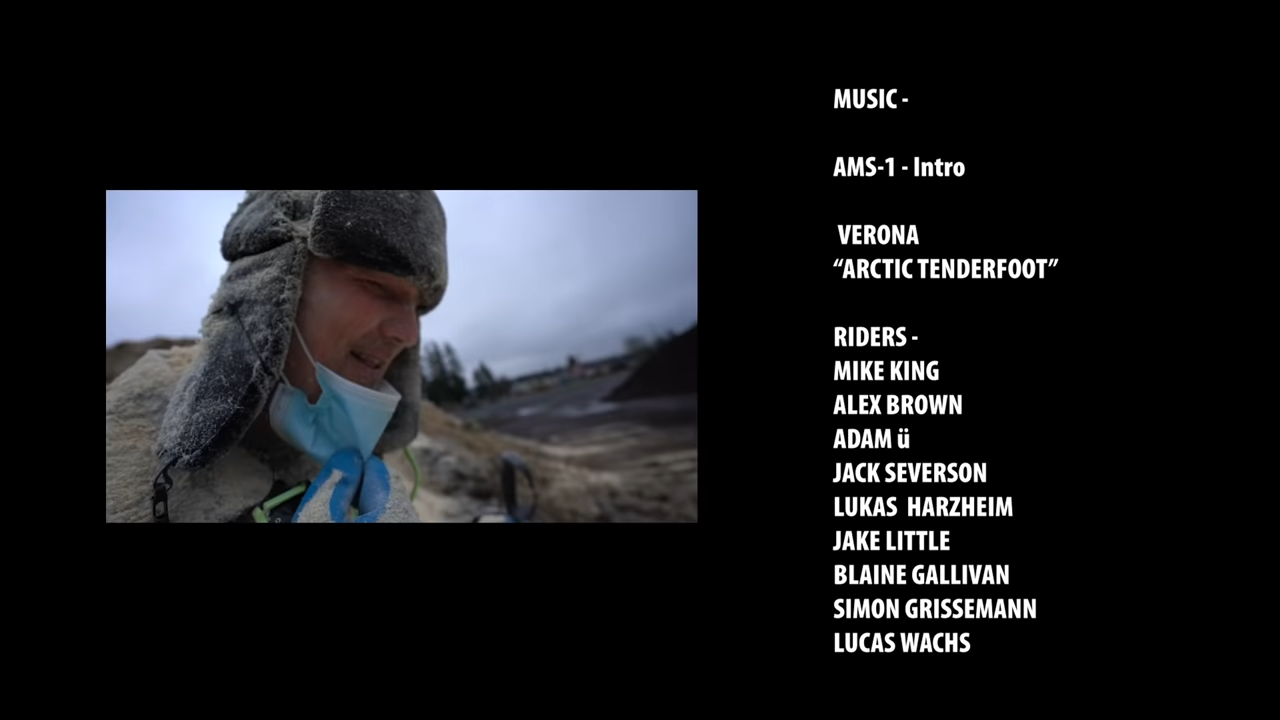 MUSIC -
AMS-1 - Intro
VERONA
“ARCTIC TENDERFOOT”
RIDERS -
MIKE KING
ALEX BROWN
ADAM ü
JACK SEVERSON
LUKAS HARZHEIM
JAKE LITTLE
BLAINE GALLIVAN
SIMON GRISSEMANN
LUCAS WACHS